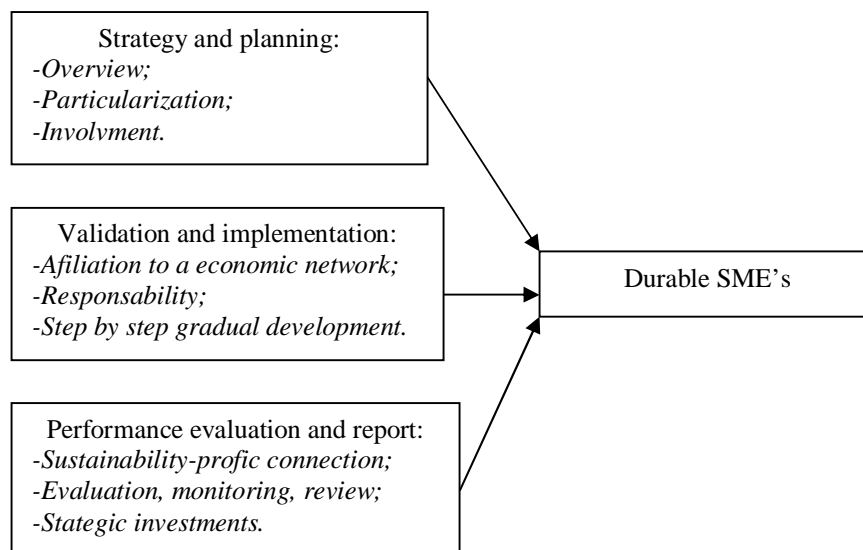 Strategy and planning:
-Overview;
-Particularization;
-Involvment.
Validation and implementation:
-Afiliation to a economic network;
-Responsability;
-Step by step gradual development.
Durable SME’s
Performance evaluation and report:
-Sustainability-profic connection;
-Evaluation, monitoring, review;
-Stategic investments.